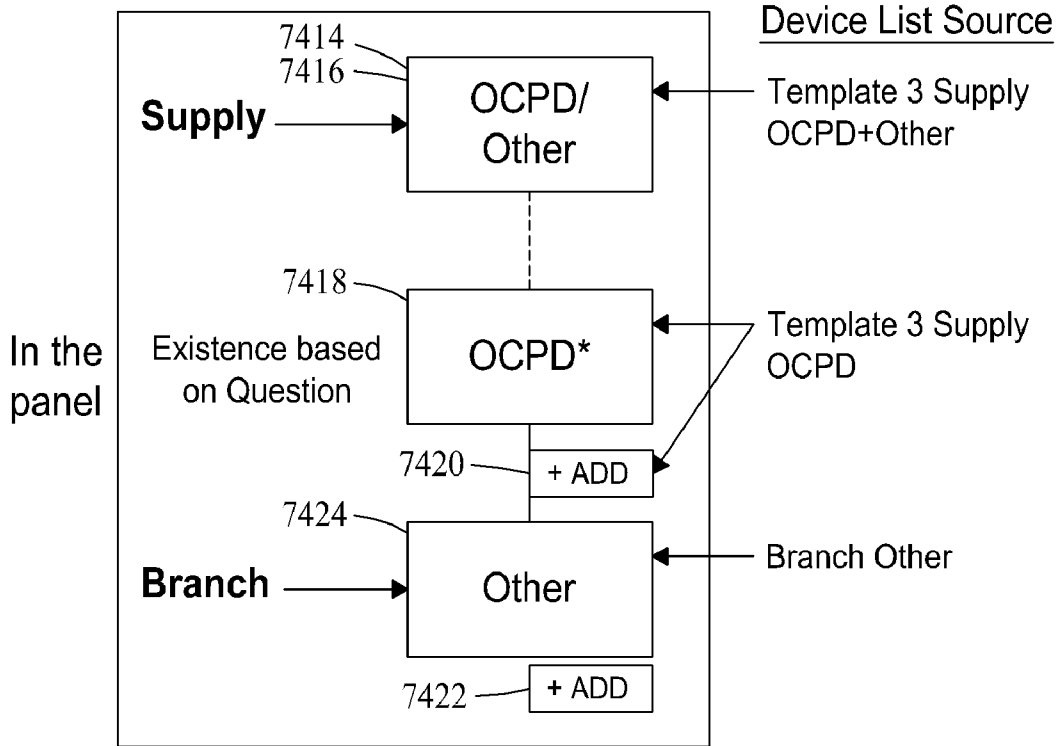 Device List Source
7414
7416
Supply
OCPD/
Other
Template 3 Supply
OCPD+Other
7418
In the
panel
Existence based
on Question
OCPD*
Template 3 Supply
OCPD
7420
+ ADD
7424
Branch
Other
Branch Other
7422
+ ADD